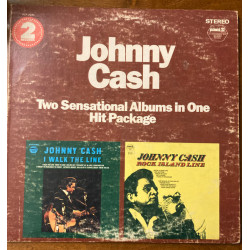 2
STEREO
Johnny
Cash
Two Sensational Albums in One
Hit Package
JOHNNY CASH
I WALK THE LINE
JOHNNY CASH
ROCK ISLAND LINE